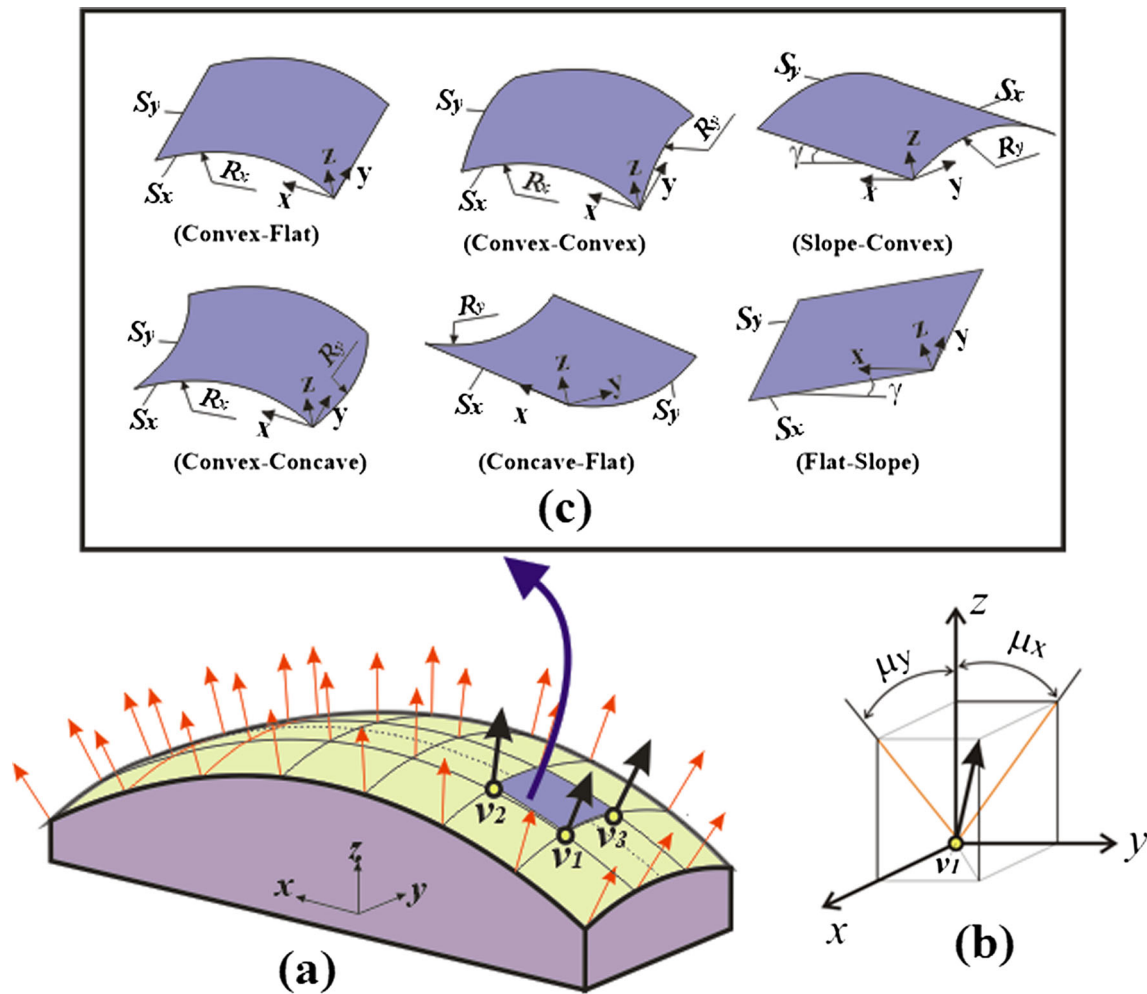 Sy
Sx
Rx
z
y
x
(Convex-Flat)
Sy
Sx
Rx
Ry
z
y
x
(Convex-Convex)
Sy
Sx
z
Ry
γ
x
y
(Slope-Convex)
Sy
Ry
Sx
Rx
z
x
y
(Convex-Concave)
Ry
z
y
Sx
x
Sy
(Concave-Flat)
Sy
z
x
y
γ
Sx
(Flat-Slope)
(c)
v2
v1
v3
z
x
y
(a)
z
μy
μx
v1
y
x
(b)